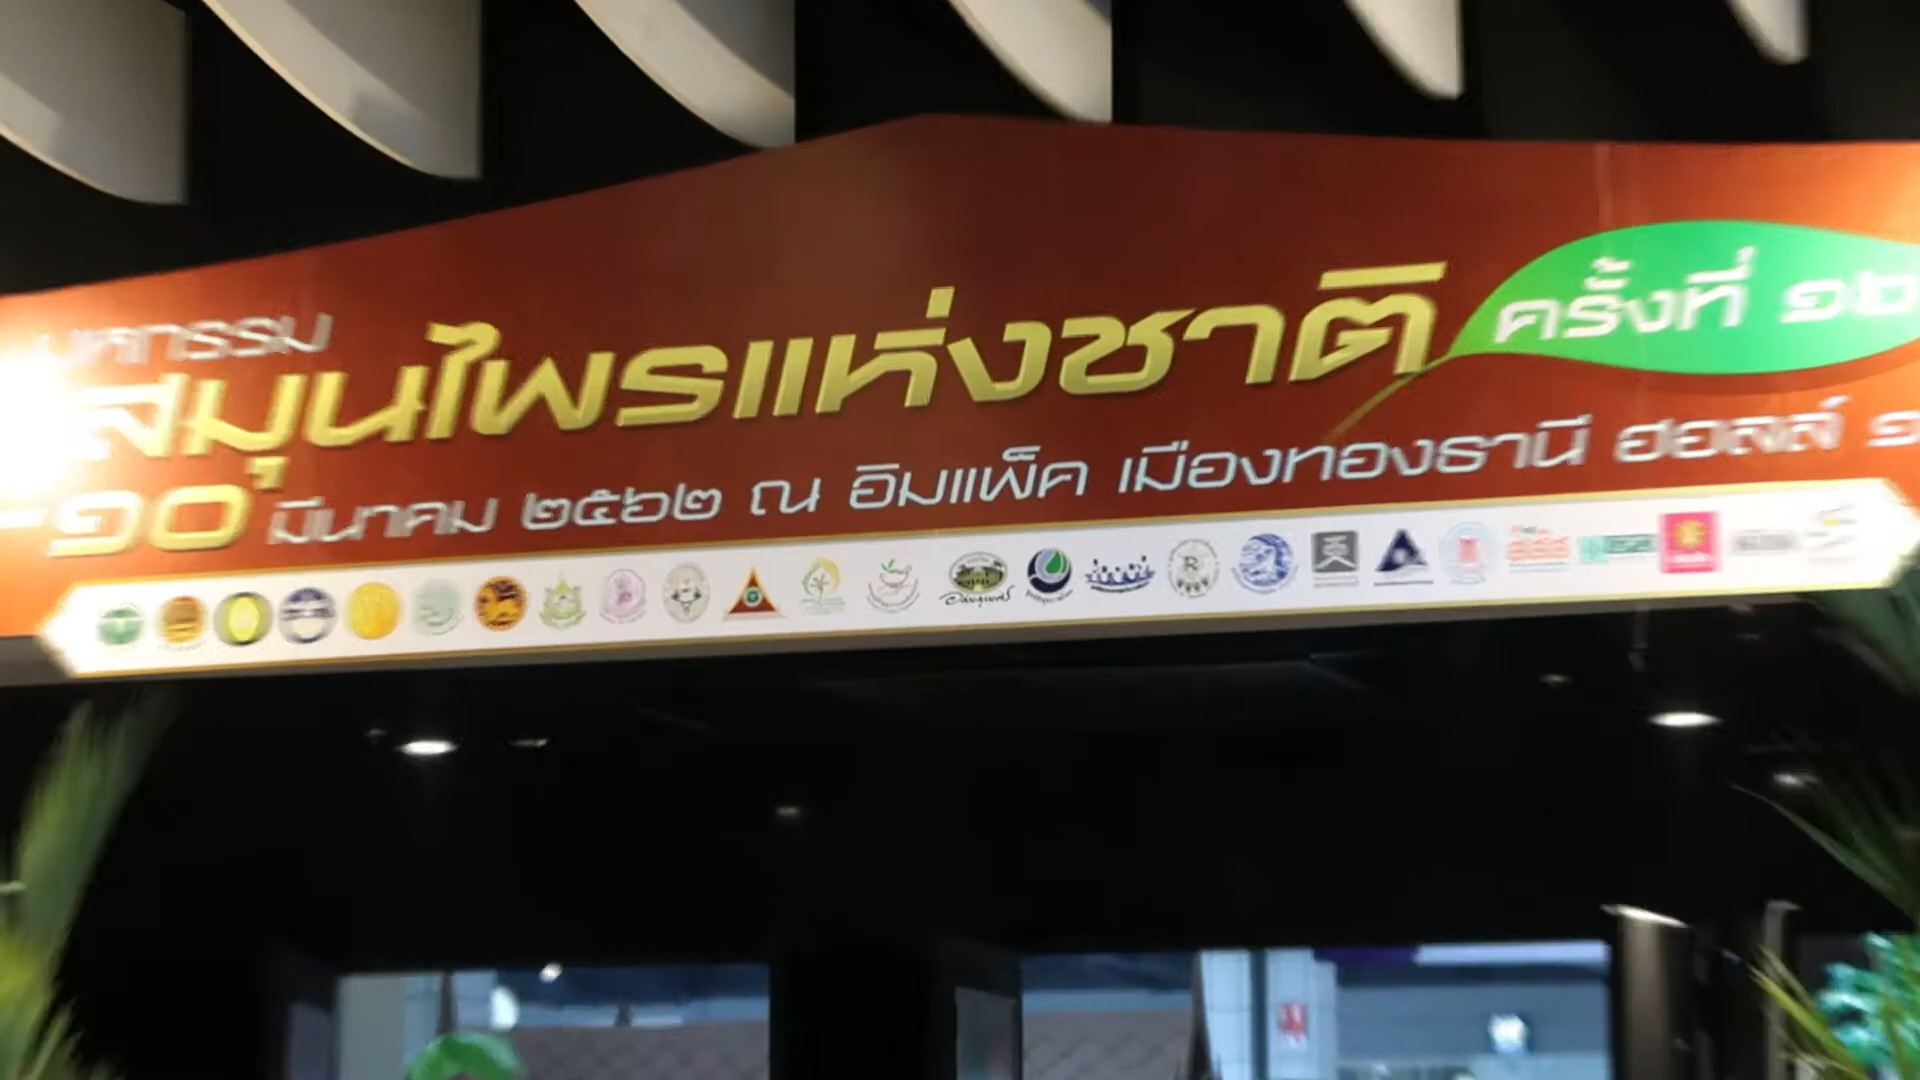 มหกรรม
สมุนไพรแห่งชาติ ครั้งที่ ๑๒
-๑๐ มีนาคม ๒๕๖๒ ณ อิมแพ็ค เมืองทองธานี ฮอลล์